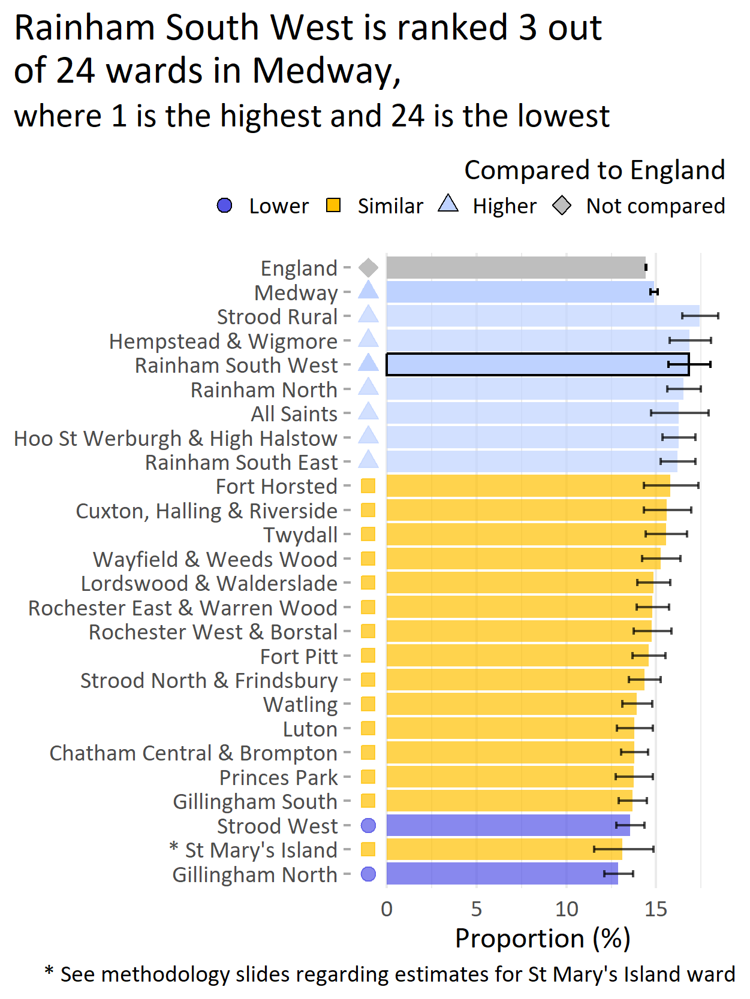 Rainham South West is ranked 3 out
of 24 wards in Medway,
where 1 is the highest and 24 is the lowest
Compared to England
Lower Similar Higher Not compared
England
Medway
Strood Rural
Hempstead & Wigmore
Rainham South West
Rainham North
All Saints
Hoo St Werburgh & High Halstow
Rainham South East
Fort Horsted
Cuxton, Halling & Riverside
Twydall
Wayfield & Weeds Wood
Lordswood & Walderslade
Rochester East & Warren Wood
Rochester West & Borstal
Fort Pitt
Strood North & Frindsbury
Watling
Luton
Chatham Central & Brompton
Princes Park
Gillingham South
Strood West
* St Mary's Island
Gillingham North
0 5 10 15
Proportion (%)
* See methodology slides regarding estimates for St Mary's Island ward